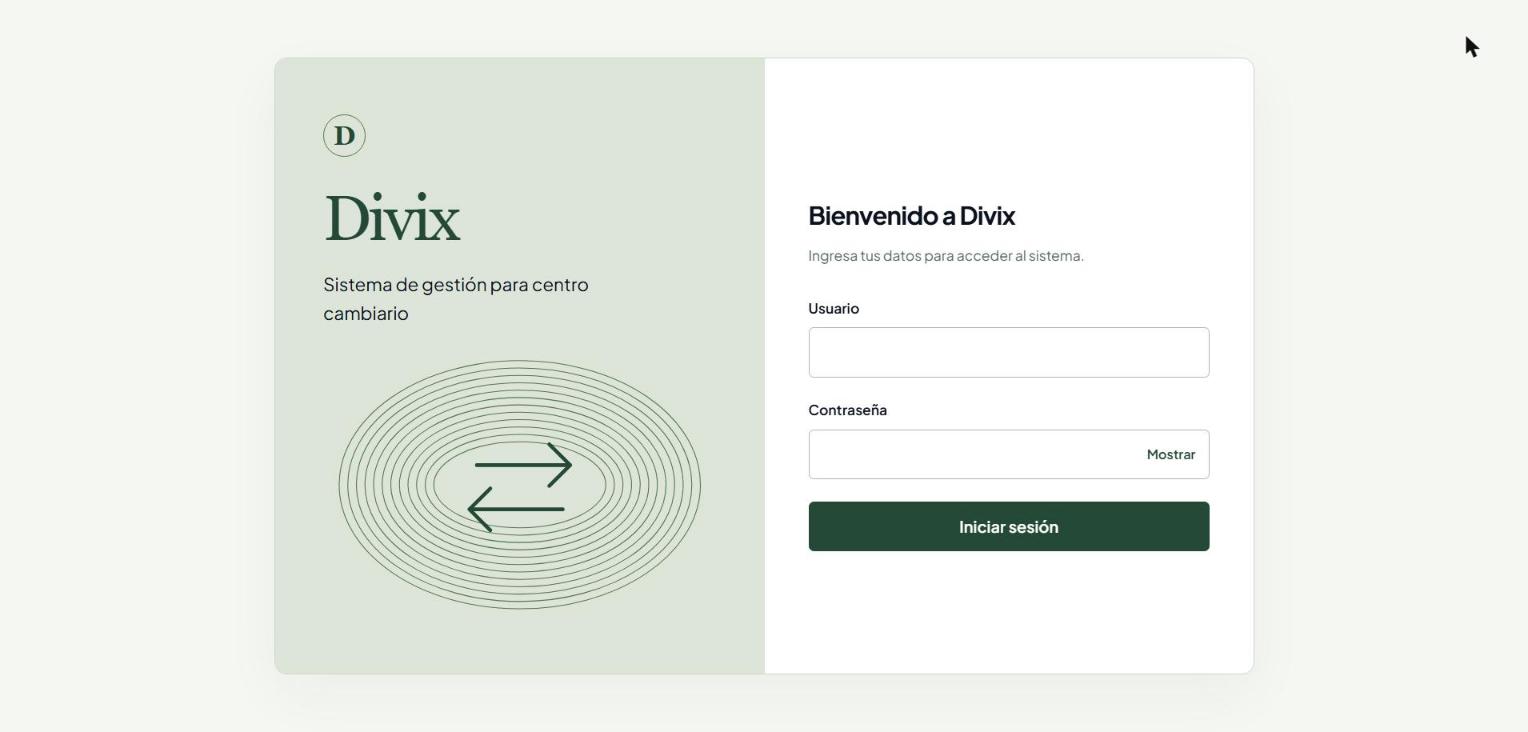 D
Divix
Sistema de gestión para centro
cambiario
Bienvenido a Divix
Ingresa tus datos para acceder al sistema.
Usuario
Contraseña
Mostrar
Iniciar sesión